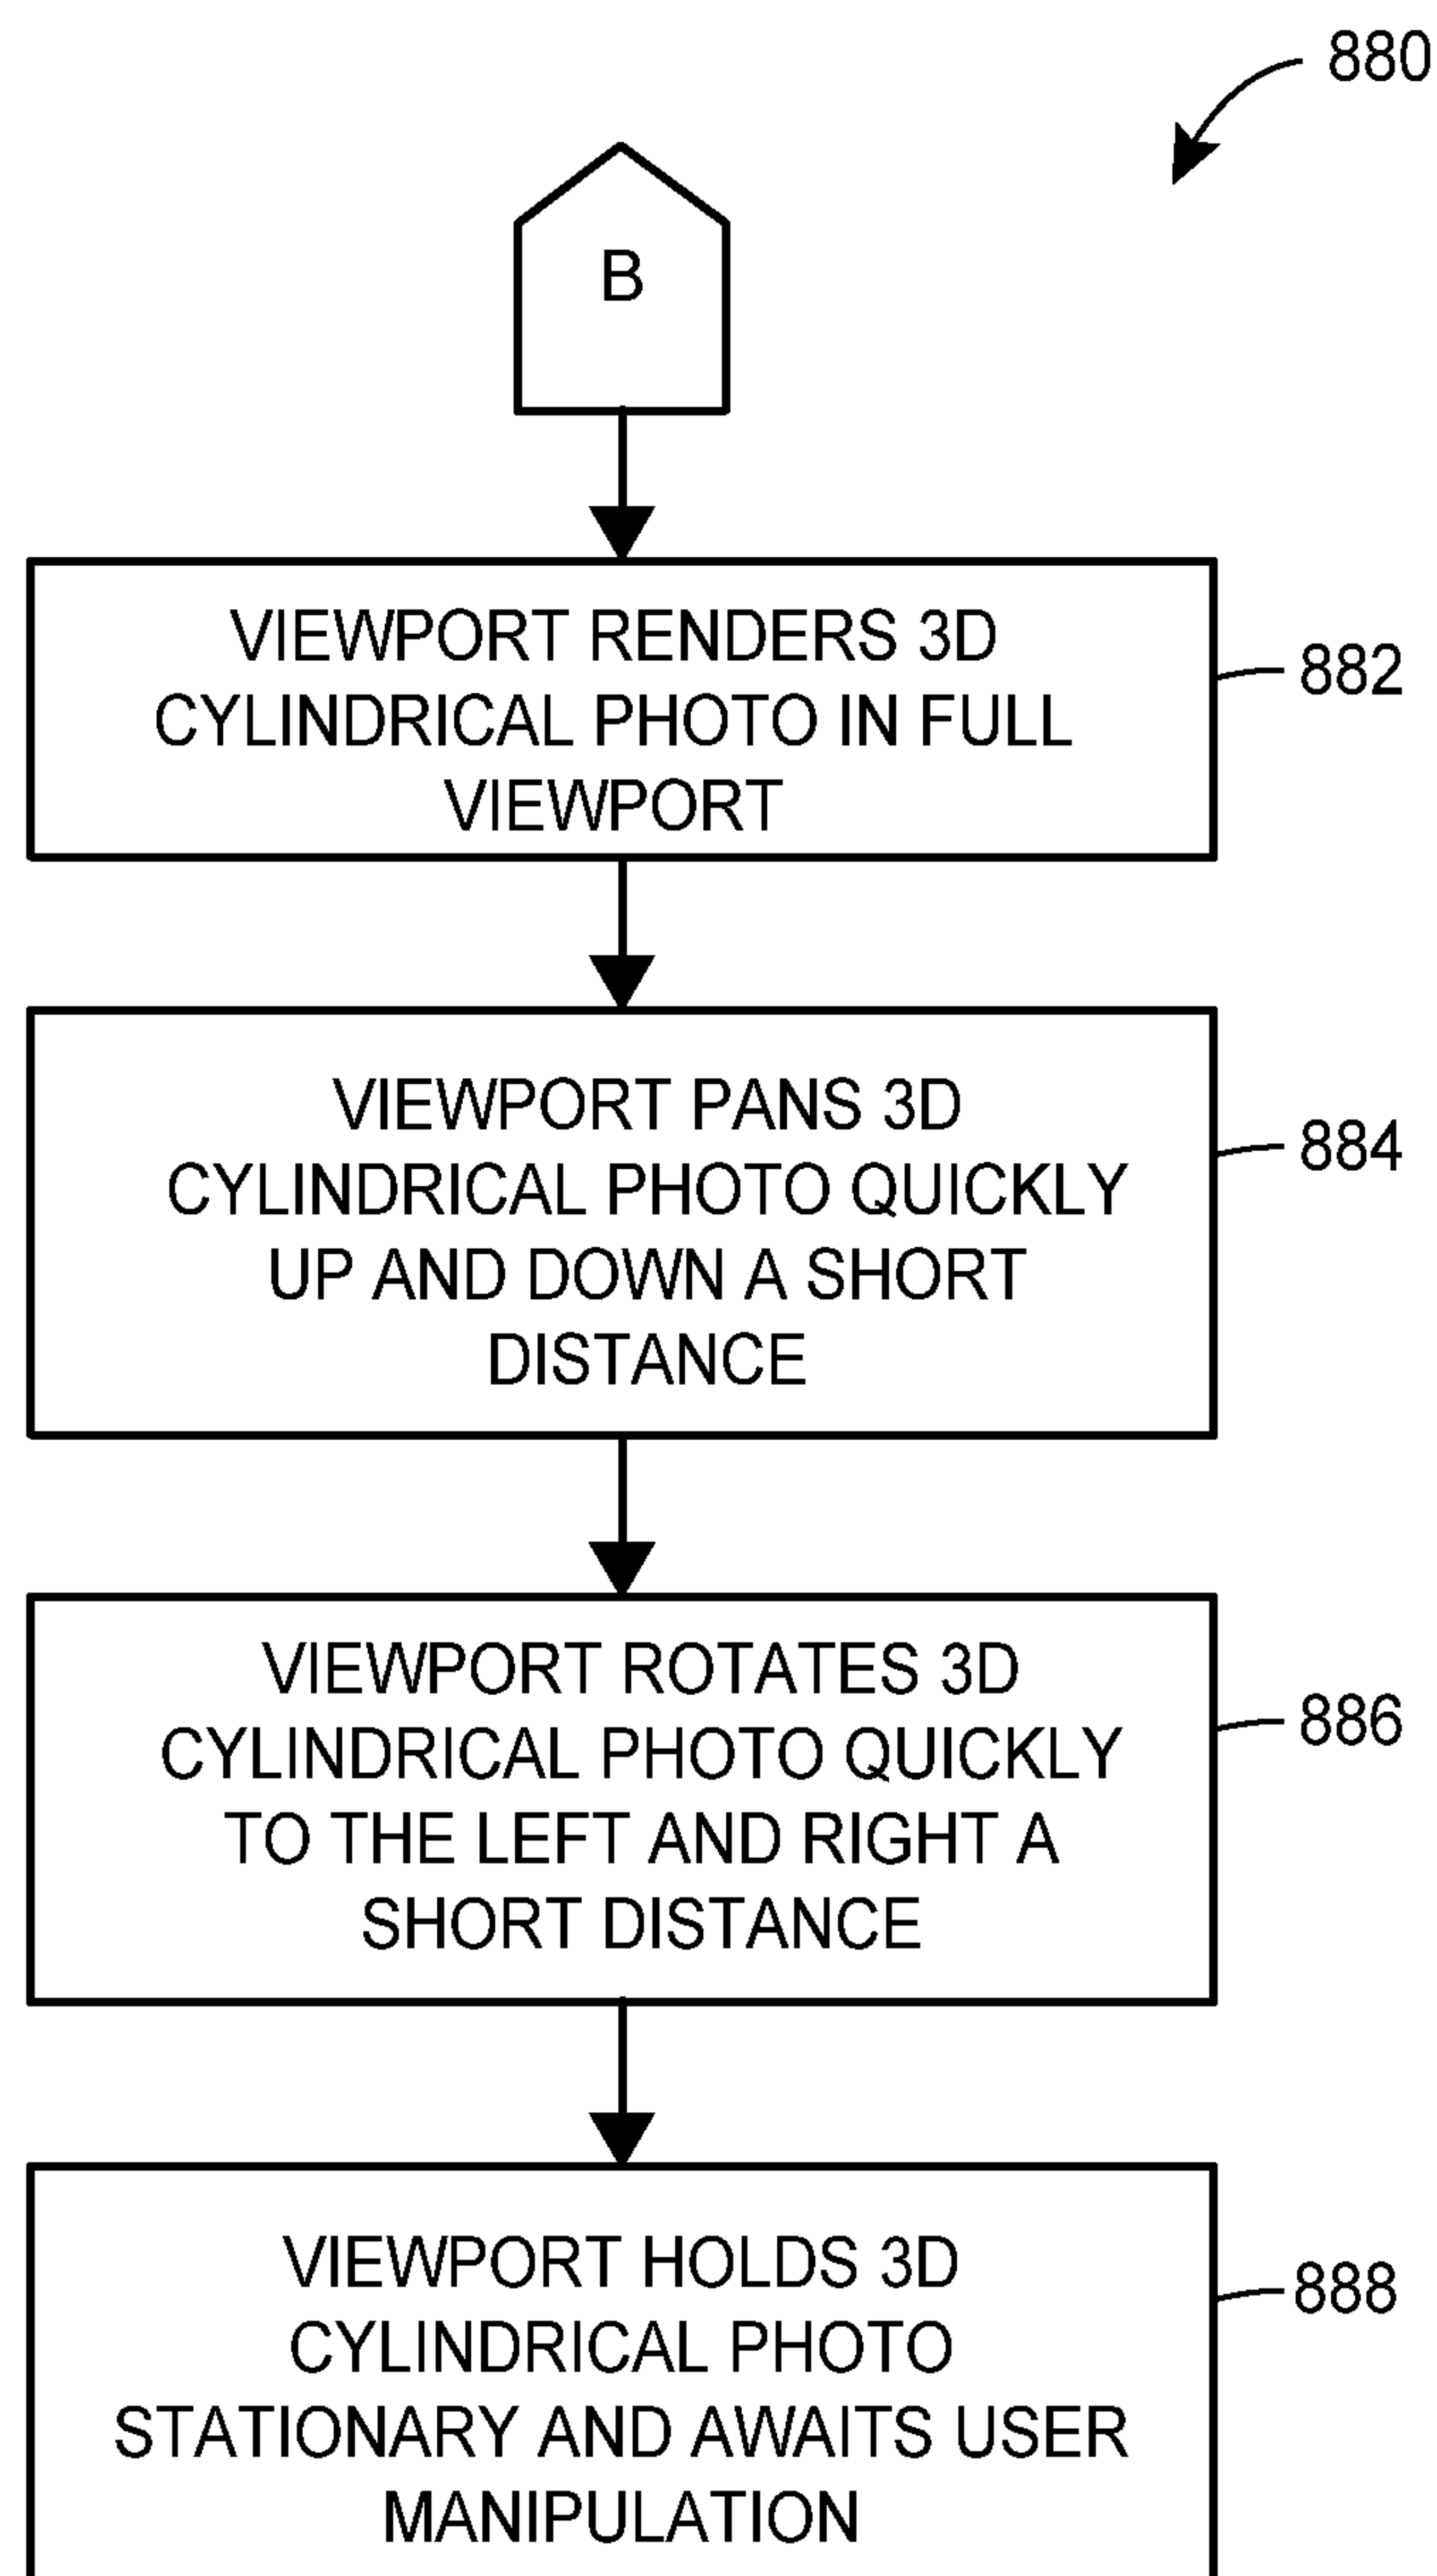 880
B
VIEWPORT RENDERS 3D
CYLINDRICAL PHOTO IN FULL
VIEWPORT
882
VIEWPORT PANS 3D
CYLINDRICAL PHOTO QUICKLY
UP AND DOWN A SHORT
DISTANCE
884
VIEWPORT ROTATES 3D
CYLINDRICAL PHOTO QUICKLY
TO THE LEFT AND RIGHT A
SHORT DISTANCE
886
VIEWPORT HOLDS 3D
CYLINDRICAL PHOTO
STATIONARY AND AWAITS USER
MANIPULATION
888